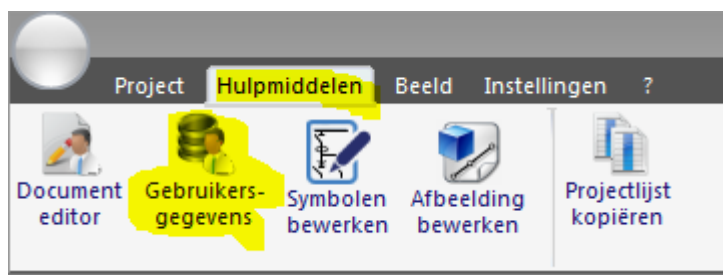 Project Hulpmiddelen Beeld Instellingen ?
Document editor
Gebruikers-
gegevens
Symbolen
bewerken
Afbeelding
bewerken
Projectlijst
kopiëren